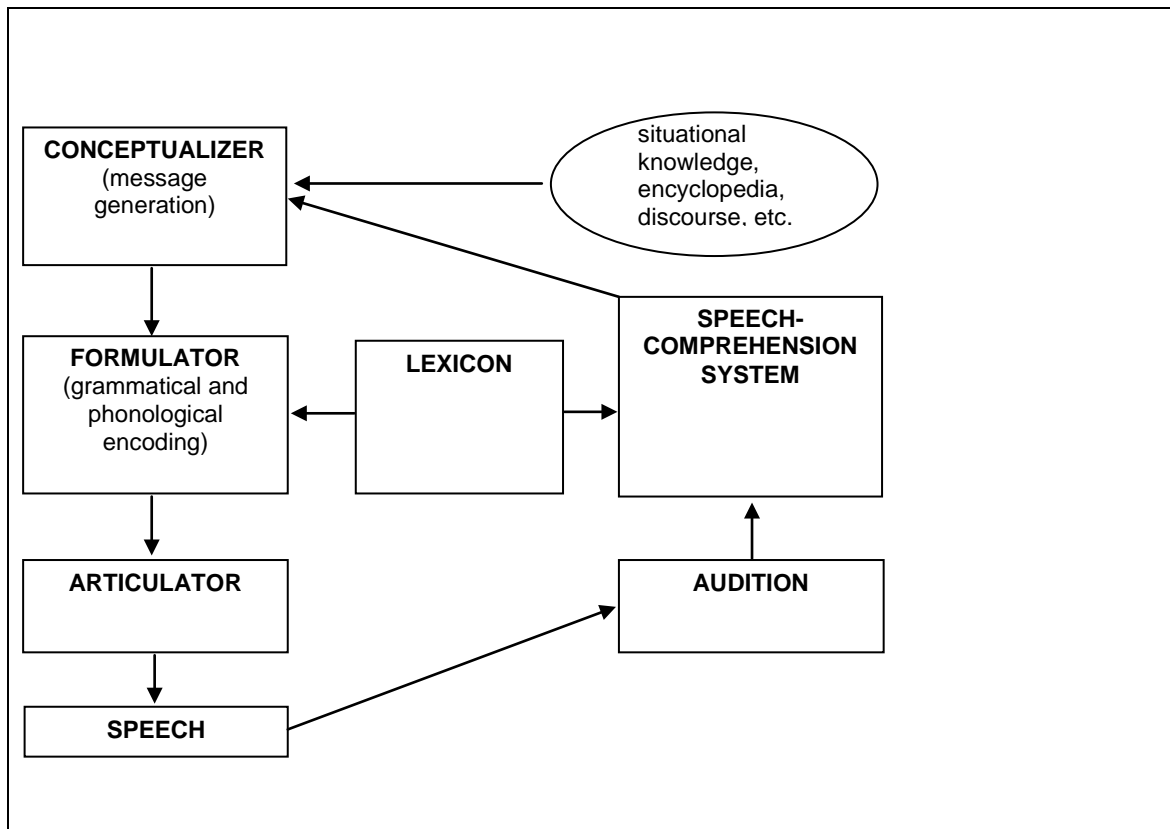 CONCEPTUALIZER
(message
generation)
situational
knowledge,
encyclopedia,
discourse, etc.
FORMULATOR
(grammatical and
phonological
encoding)
LEXICON
SPEECH-
COMPREHENSION
SYSTEM
ARTICULATOR
AUDITION
SPEECH